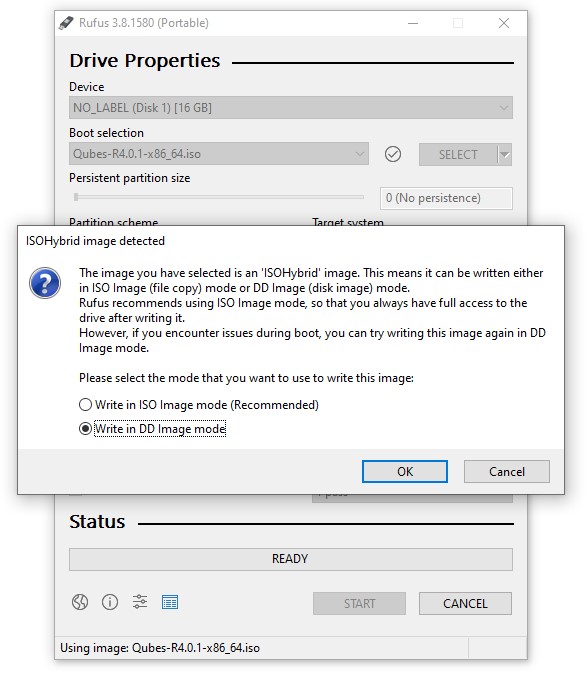 Rufus 3.8.1580 (Portable)
Drive Properties
Device
NO_LABEL (Disk 1) [16 GB]
Boot selection
Qubes-R4.0.1-x86_64.iso
SELECT
Persistent partition size
0 (No persistence)
Partition scheme
Target system
ISOHybrid image detected
The image you have selected is an 'ISOHybrid' image. This means it can be written either
in ISO Image (file copy) mode or DD Image (disk image) mode.
Rufus recommends using ISO Image mode, so that you always have full access to the
drive after writing it.
However, if you encounter issues during boot, you can try writing this image again in DD
Image mode.
Please select the mode that you want to use to write this image:
Write in ISO Image mode (Recommended)
Write in DD Image mode
OK
Cancel
Status
READY
START
CANCEL
Using image: Qubes-R4.0.1-x86_64.iso